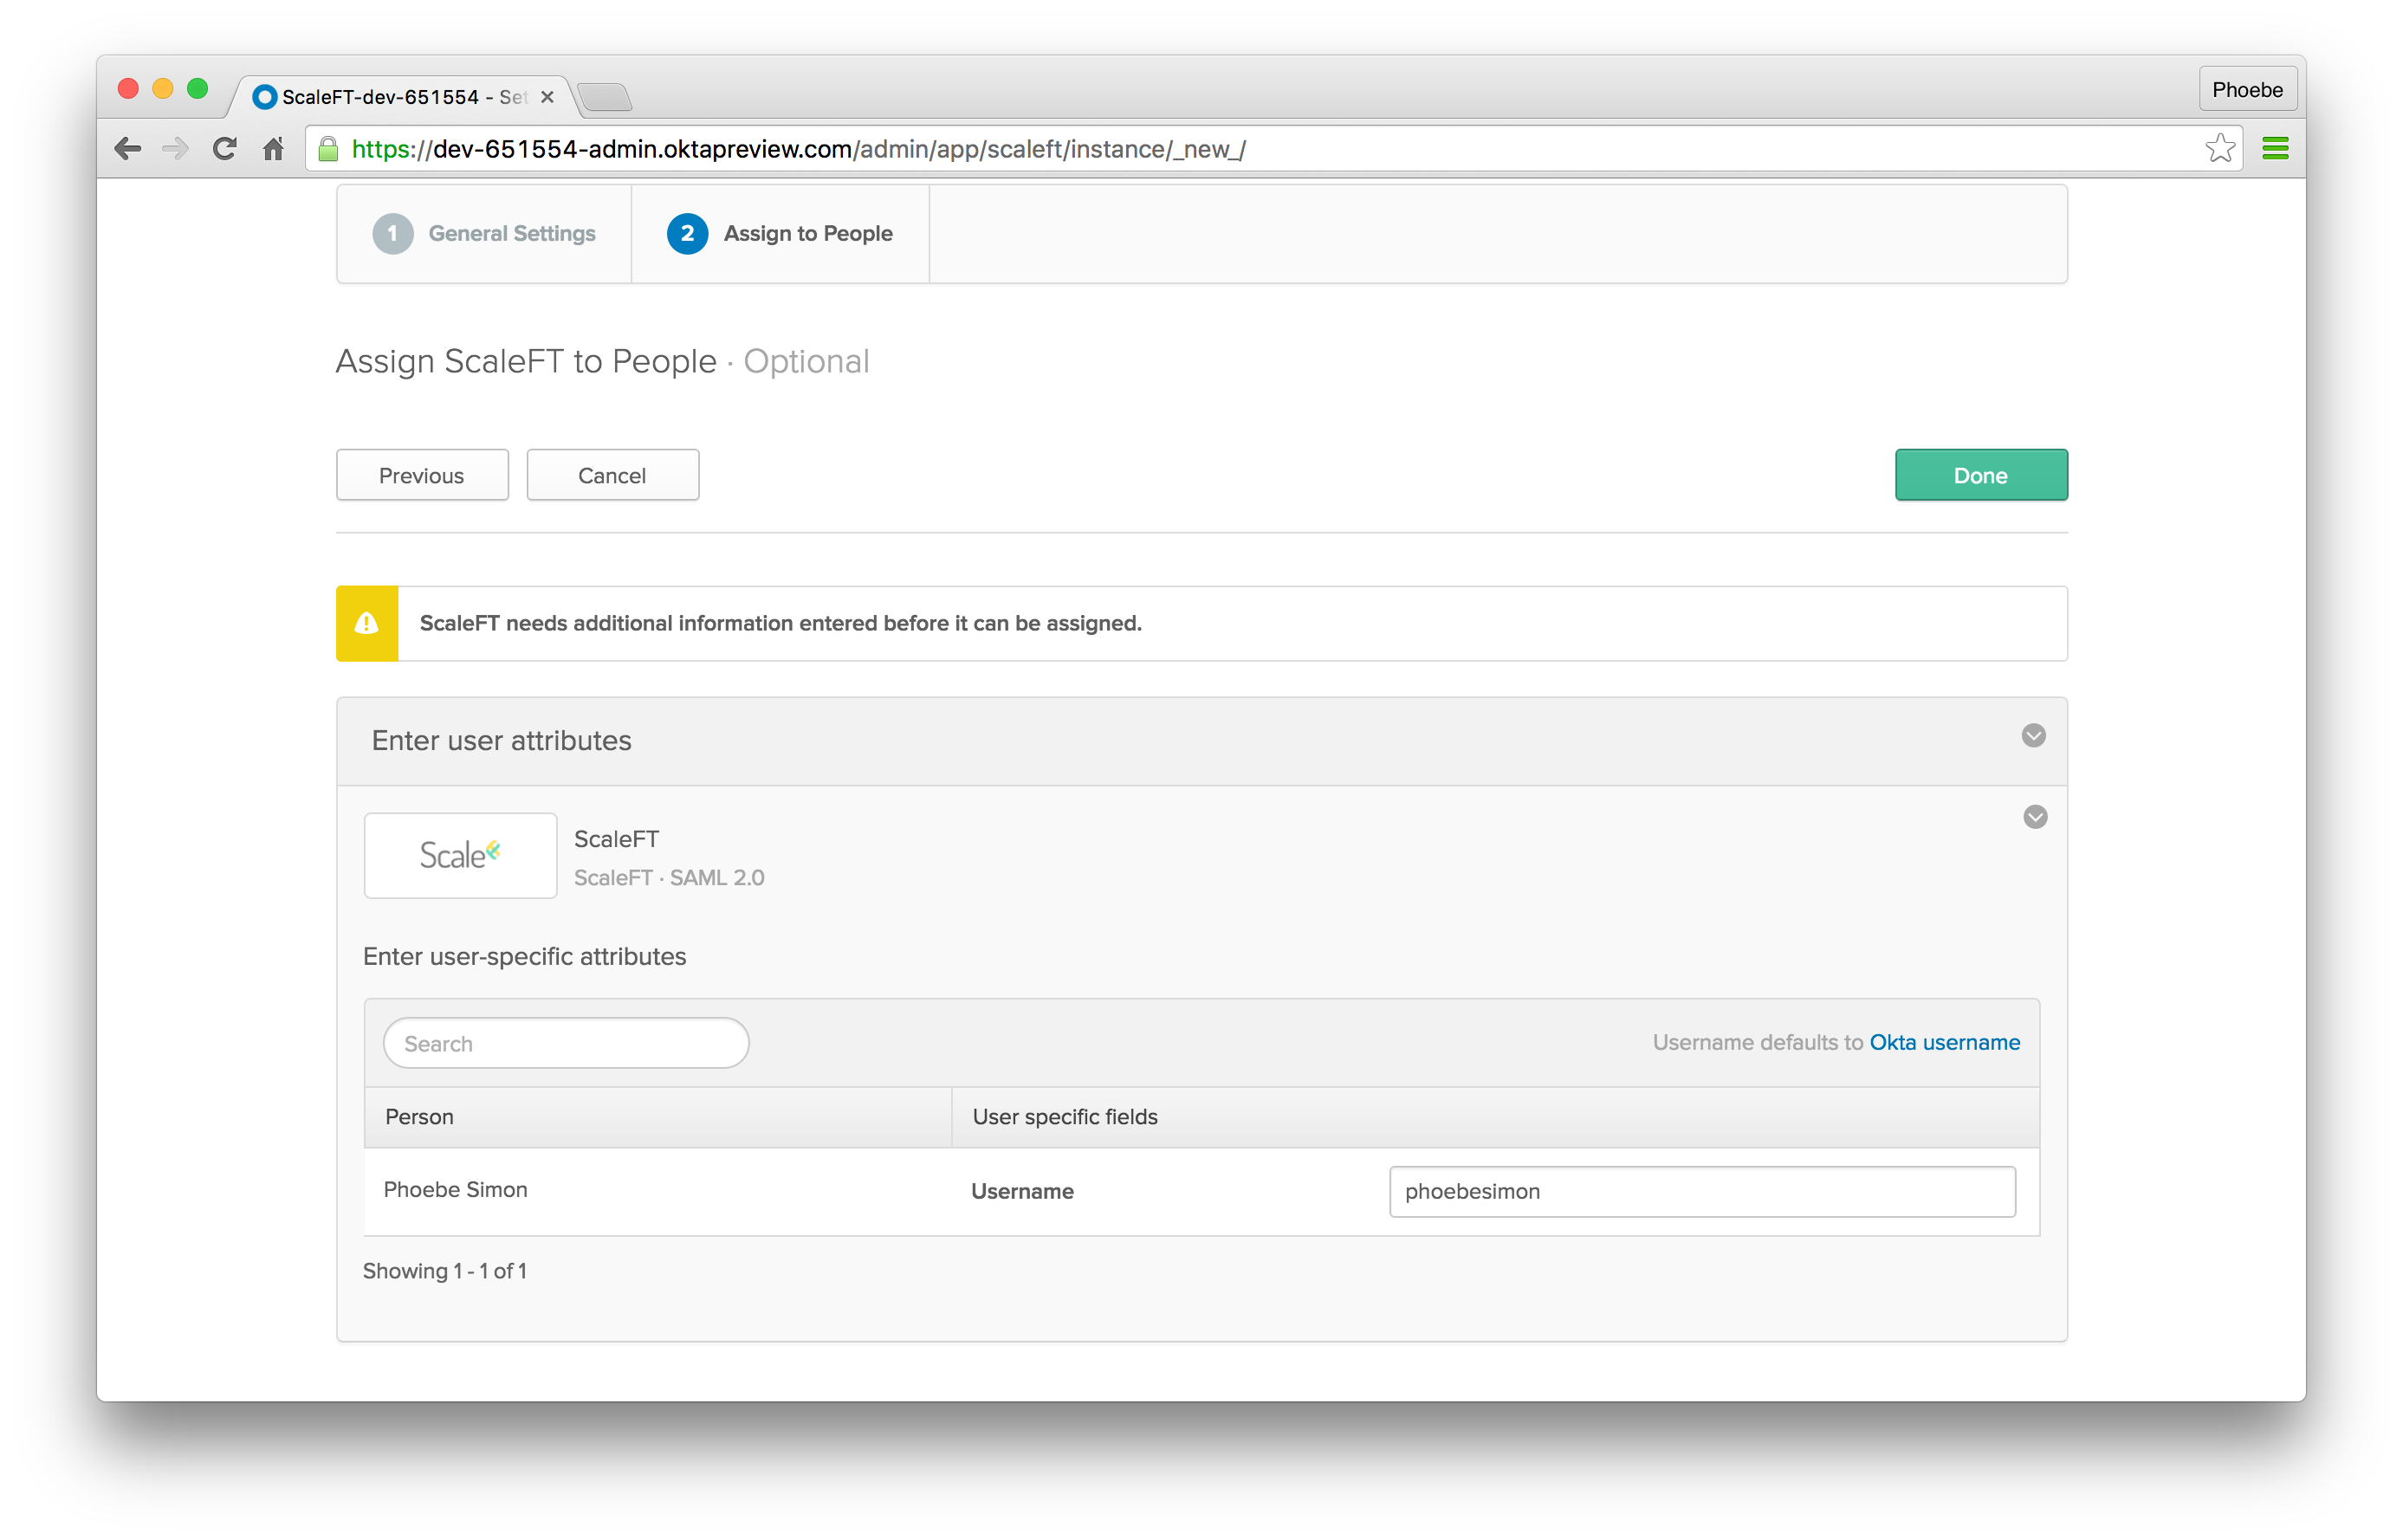 ScaleFT-dev-651554 - Set
Phoebe
https://dev-651554-admin.oktapreview.com/admin/app/scaleft/instance/_new_/
1 General Settings
2 Assign to People
Assign ScaleFT to People · Optional
Previous
Cancel
Done
ScaleFT needs additional information entered before it can be assigned.
Enter user attributes
Scale
ScaleFT
ScaleFT · SAML 2.0
Enter user-specific attributes
Search
Username defaults to Okta username
Person
User specific fields
Phoebe Simon
Username
phoebesimon
Showing 1 - 1 of 1